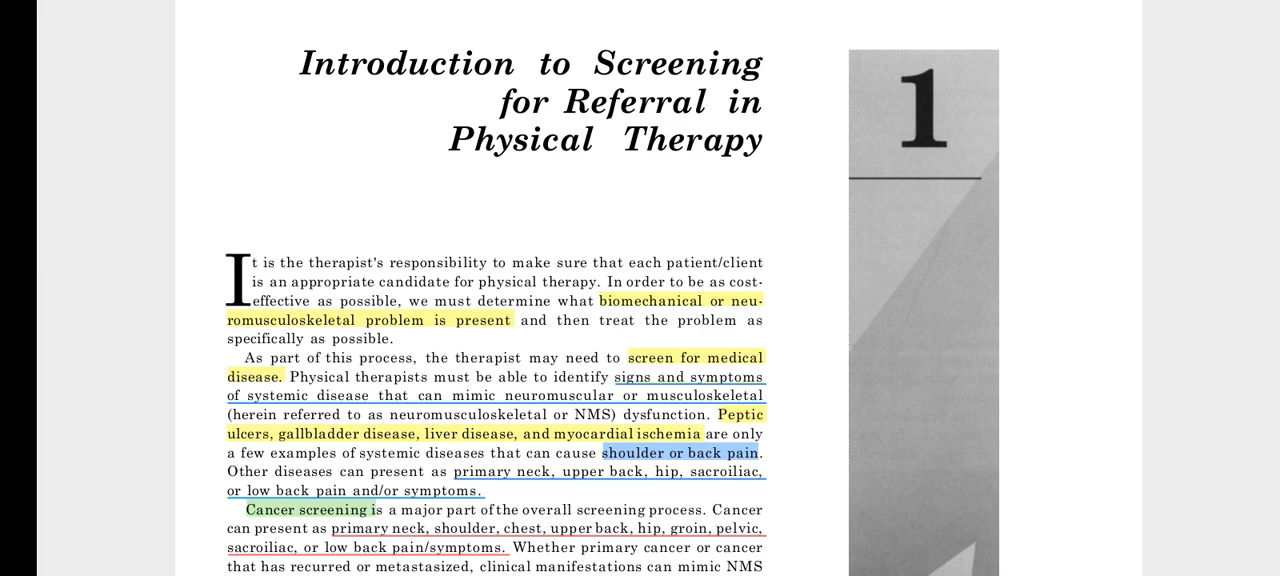 Introduction to Screening
for Referral in
Physical Therapy
1
It is the therapist's responsibility to make sure that each patient/client
is an appropriate candidate for physical therapy. In order to be as cost-
effective as possible, we must determine what biomechanical or neu-
romusculoskeletal problem is present and then treat the problem as
specifically as possible.
As part of this process, the therapist may need to screen for medical
disease. Physical therapists must be able to identify signs and symptoms
of systemic disease that can mimic neuromuscular or musculoskeletal
(herein referred to as neuromusculoskeletal or NMS) dysfunction. Peptic
ulcers, gallbladder disease, liver disease, and myocardial ischemia are only
a few examples of systemic diseases that can cause shoulder or back pain.
Other diseases can present as primary neck, upper back, hip, sacroiliac,
or low back pain and/or symptoms.
Cancer screening is a major part of the overall screening process. Cancer
can present as primary neck, shoulder, chest, upper back, hip, groin, pelvic,
sacroiliac, or low back pain/symptoms. Whether primary cancer or cancer
that has recurred or metastasized, clinical manifestations can mimic NMS